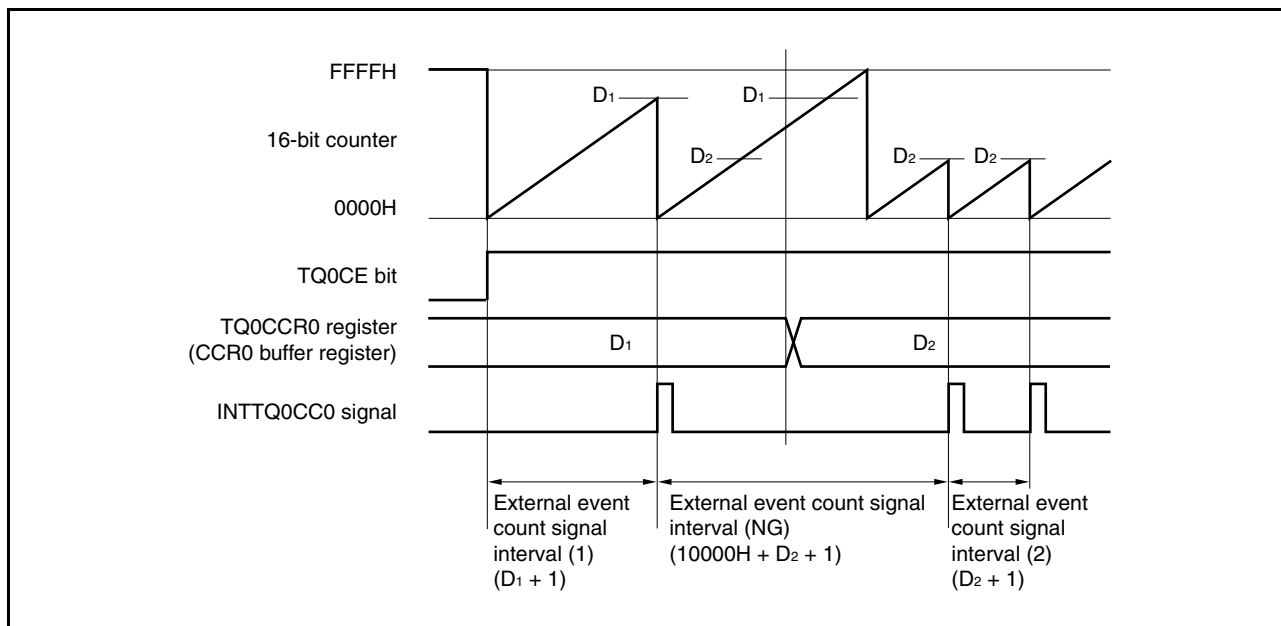 FFFFH
16-bit counter
0000H
D1
D1
D2
D2
D2
TQ0CE bit
TQ0CCR0 register
(CCR0 buffer register)
D1
D2
INTTQ0CC0 signal
External event
count signal
interval (1)
(D1 + 1)
External event count signal
interval (NG)
(10000H + D2 + 1)
External event
count signal
interval (2)
(D2 + 1)